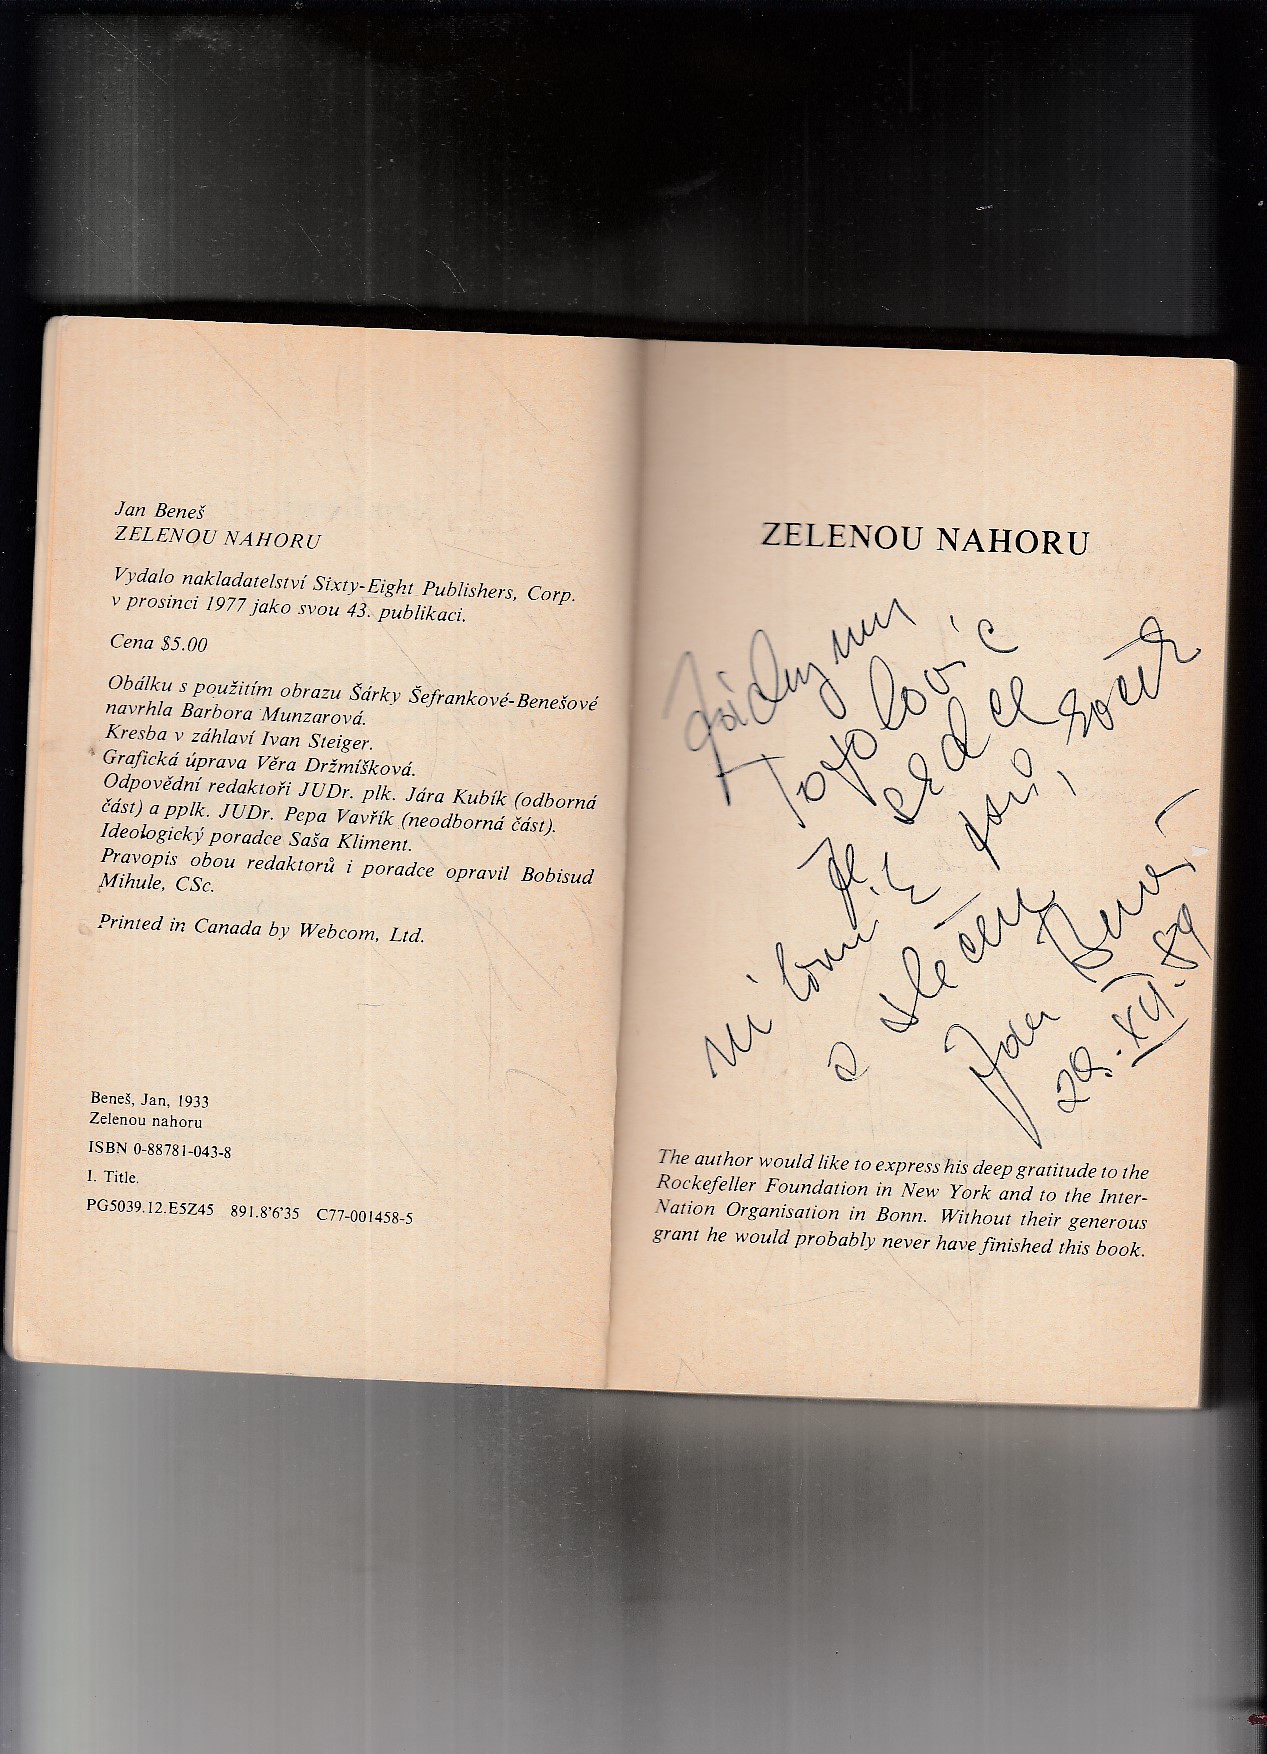 Jan Beneš
ZELENOU NAHORU
Vydalo nakladatelství Sixty-Eight Publishers, Corp.
v prosinci 1977 jako svou 43. publikaci.
Cena $5.00
Obálku s použitím obrazu Šárky Šefrankové-Benešové
navrhla Barbora Munzarová.
Kresba v záhlaví Ivan Steiger.
Grafická úprava Věra Držmíšková.
Odpovědní redaktoři JUDr. plk. Jára Kubík (odborná
část) a pplk. JUDr. Pepa Vavřík (neodborná část).
Ideologický poradce Saša Kliment.
Pravopis obou redaktorů i poradce opravil Bobisud
Mihule, CSc.
Printed in Canada by Webcom, Ltd.
Beneš, Jan, 1933
Zelenou nahoru
ISBN 0-88781-043-8
I. Title.
PG5039.12.E5Z45 891.8'6'35 C77-001458-5
ZELENOU NAHORU
srdce
Jan Beneš
29.XII.89
The author would like to express his deep gratitude to the
Rockefeller Foundation in New York and to the Inter-
Nation Organisation in Bonn. Without their generous
grant he would probably never have finished this book.